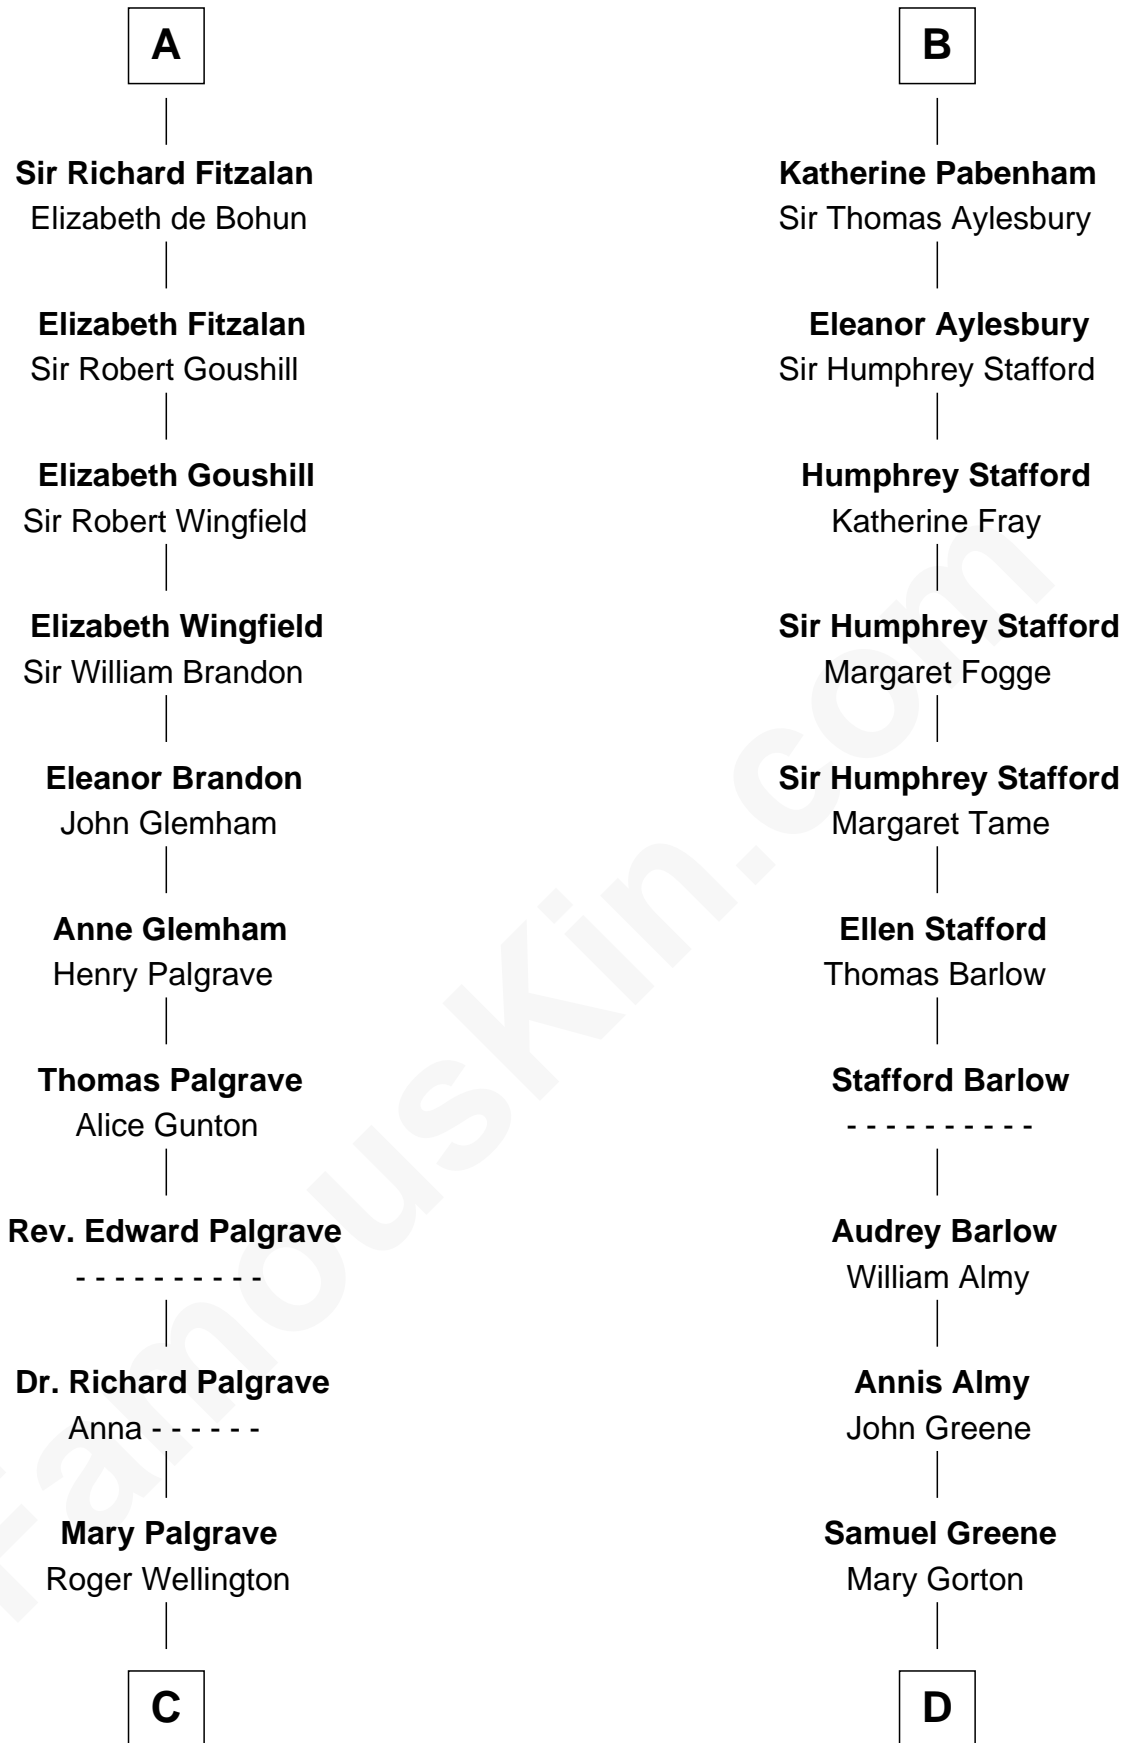 A
Sir Richard Fitzalan
Elizabeth de Bohun
Elizabeth Fitzalan
Sir Robert Goushill
Elizabeth Goushill
Sir Robert Wingfield
Elizabeth Wingfield
Sir William Brandon
Eleanor Brandon
John Glemham
Anne Glemham
Henry Palgrave
Thomas Palgrave
Alice Gunton
Rev. Edward Palgrave
- - - - - - - - - -
Dr. Richard Palgrave
Anna - - - - - -
Mary Palgrave
Roger Wellington
C
B
Katherine Pabenham
Sir Thomas Aylesbury
Eleanor Aylesbury
Sir Humphrey Stafford
Humphrey Stafford
Katherine Fray
Sir Humphrey Stafford
Margaret Fogge
Sir Humphrey Stafford
Margaret Tame
Ellen Stafford
Thomas Barlow
Stafford Barlow
- - - - - - - - - -
Audrey Barlow
William Almy
Annis Almy
John Greene
Samuel Greene
Mary Gorton
D
FamousKin.com